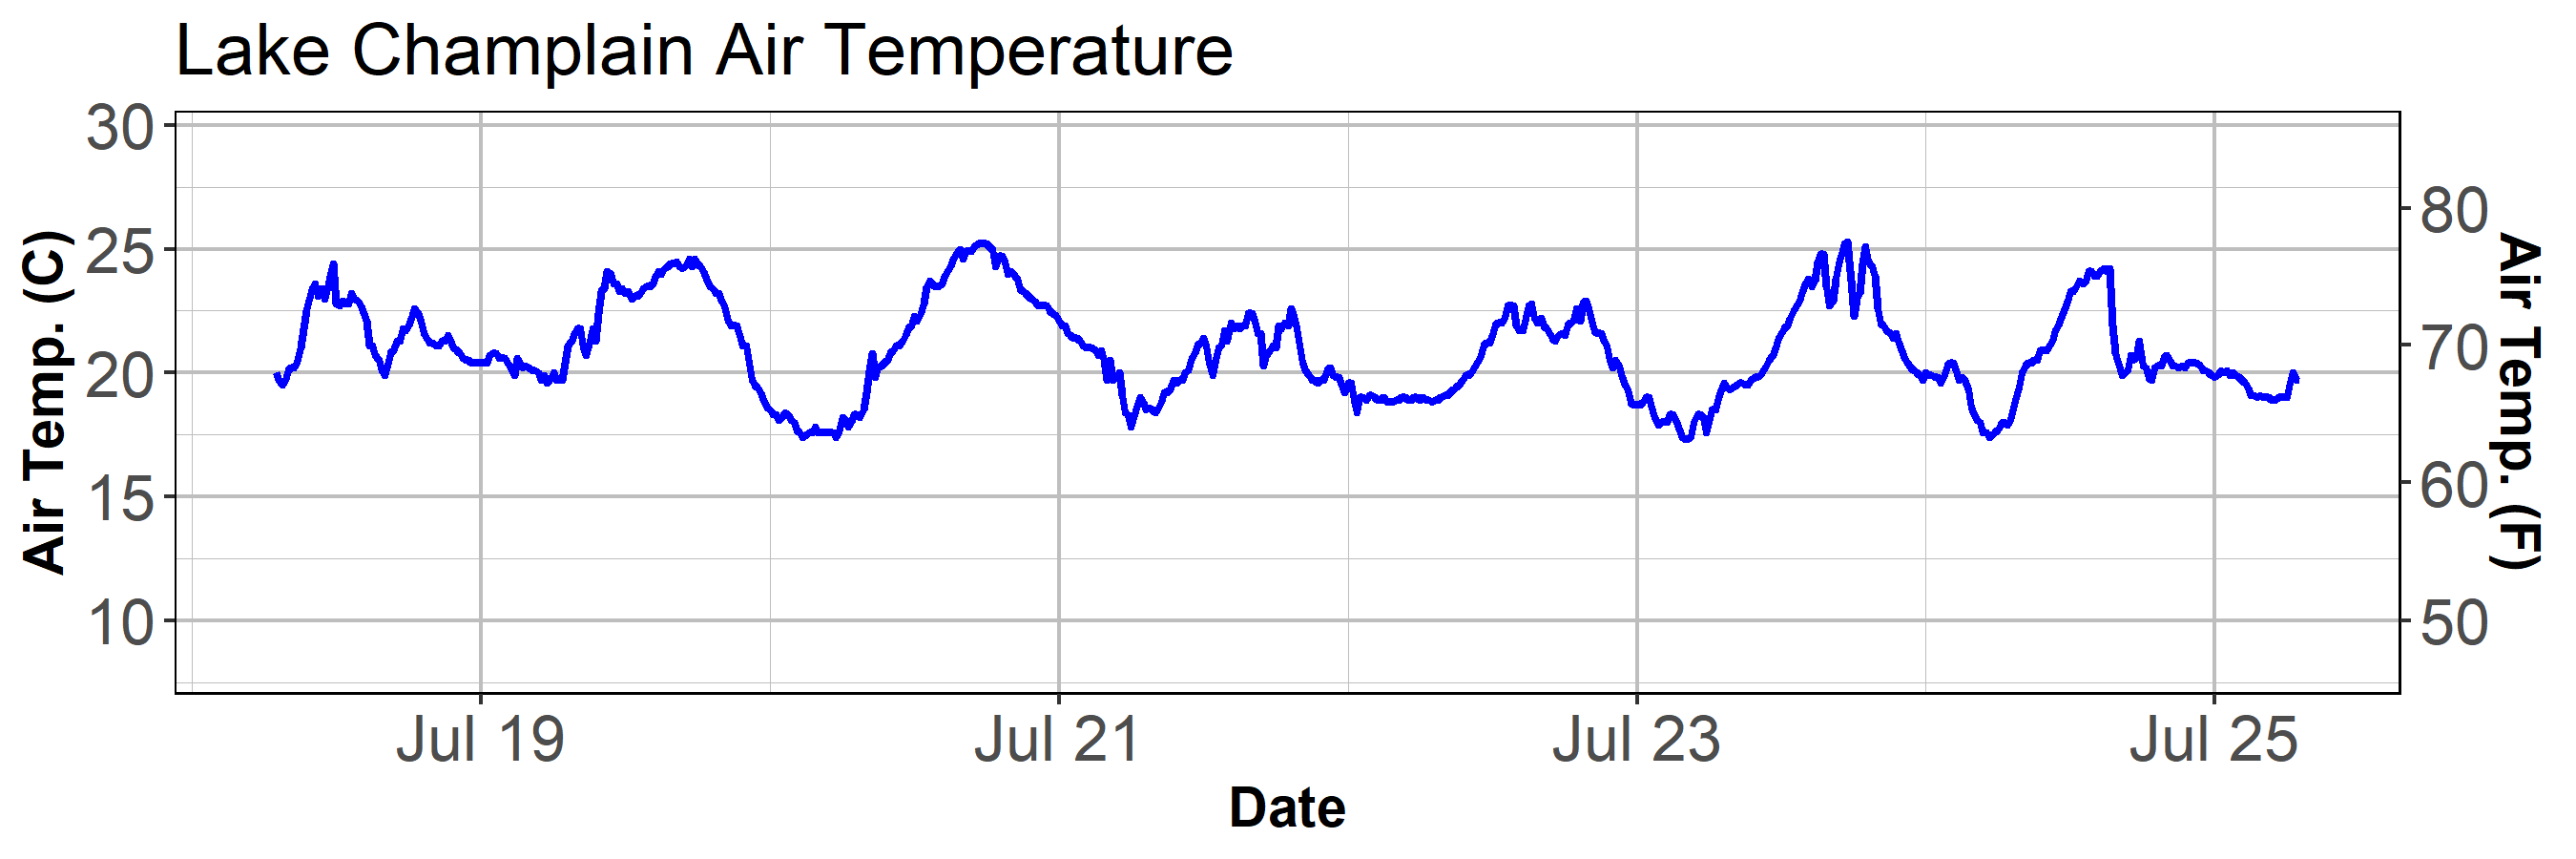 Lake Champlain Air Temperature
30
25
20
15
10
Air Temp. (C)
80
70
60
50
Air Temp. (F)
Jul 19
Jul 21
Jul 23
Jul 25
Date